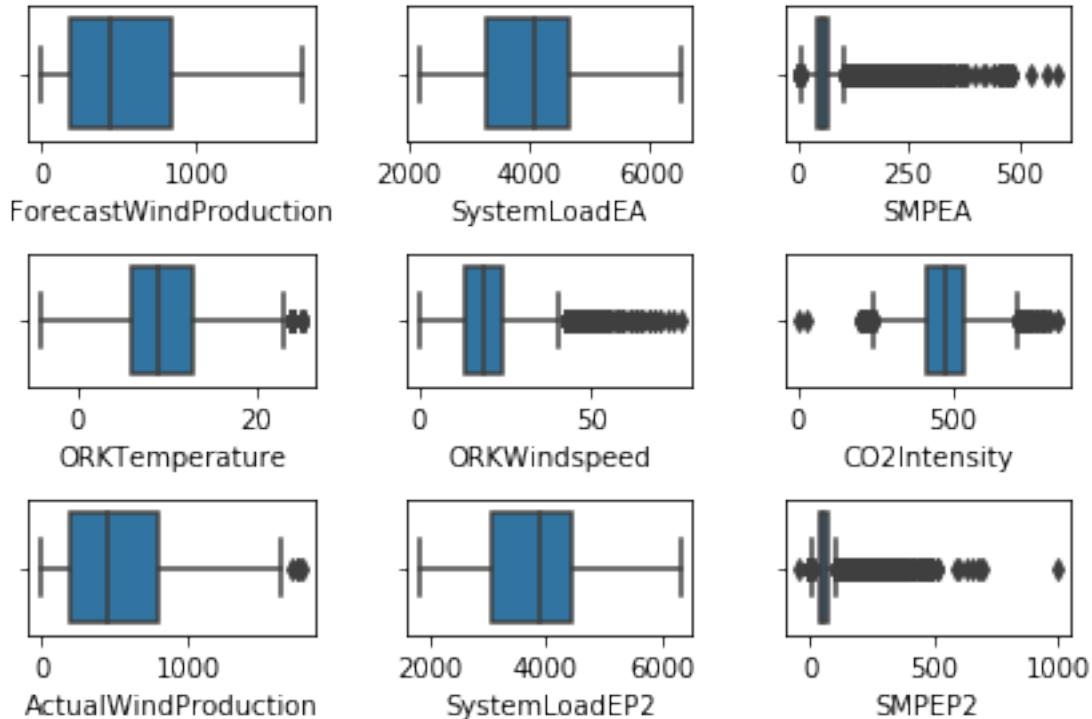 0 1000
ForecastWindProduction
2000 4000 6000
SystemLoadEA
0 250 500
SMPEA
0 20
ORKTemperature
0 50
ORKWindspeed
0 500
CO2Intensity
0 1000
ActualWindProduction
2000 4000 6000
SystemLoadEP2
0 500 1000
SMPEP2